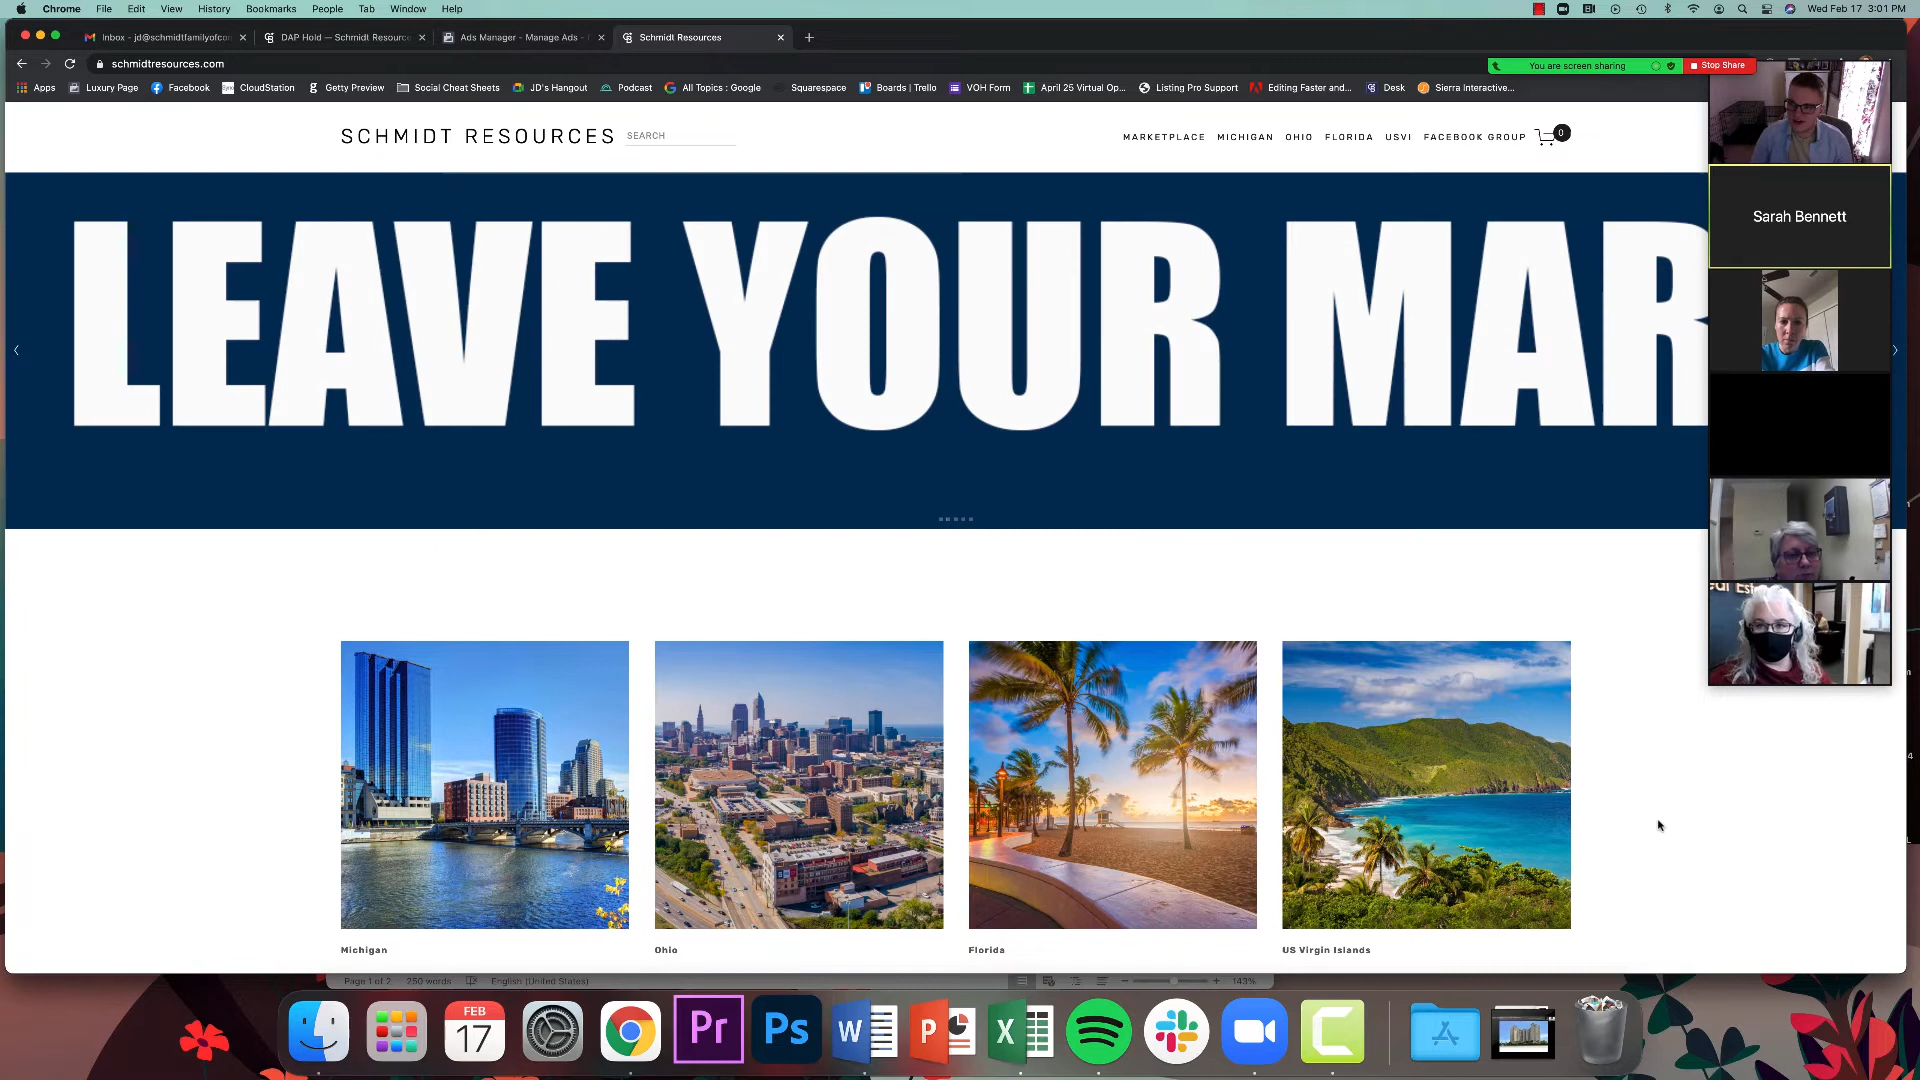 Chrome File Edit View History Bookmarks People Tab Window Help
Wed Feb 17 3:01 PM
Inbox - jd@schmidtfamilyofcom
DAP Hold — Schmidt Resource
Ads Manager - Manage Ads -
Schmidt Resources
schmidtresources.com
You are screen sharing
Stop Share
Apps Luxury Page Facebook CloudStation Getty Preview Social Cheat Sheets JD's Hangout Podcast All Topics : Google Squarespace Boards | Trello VOH Form April 25 Virtual Op... Listing Pro Support Editing Faster and... Desk Sierra Interactive...
SCHMIDT RESOURCES
SEARCH
MARKETPLACE MICHIGAN OHIO FLORIDA USVI FACEBOOK GROUP
0
LEAVE YOUR MAR
Sarah Bennett
Michigan
Ohio
Florida
US Virgin Islands
Page 1 of 2 250 words English (United States)
143%
FEB
17
Pr
Ps
W
P
X
C